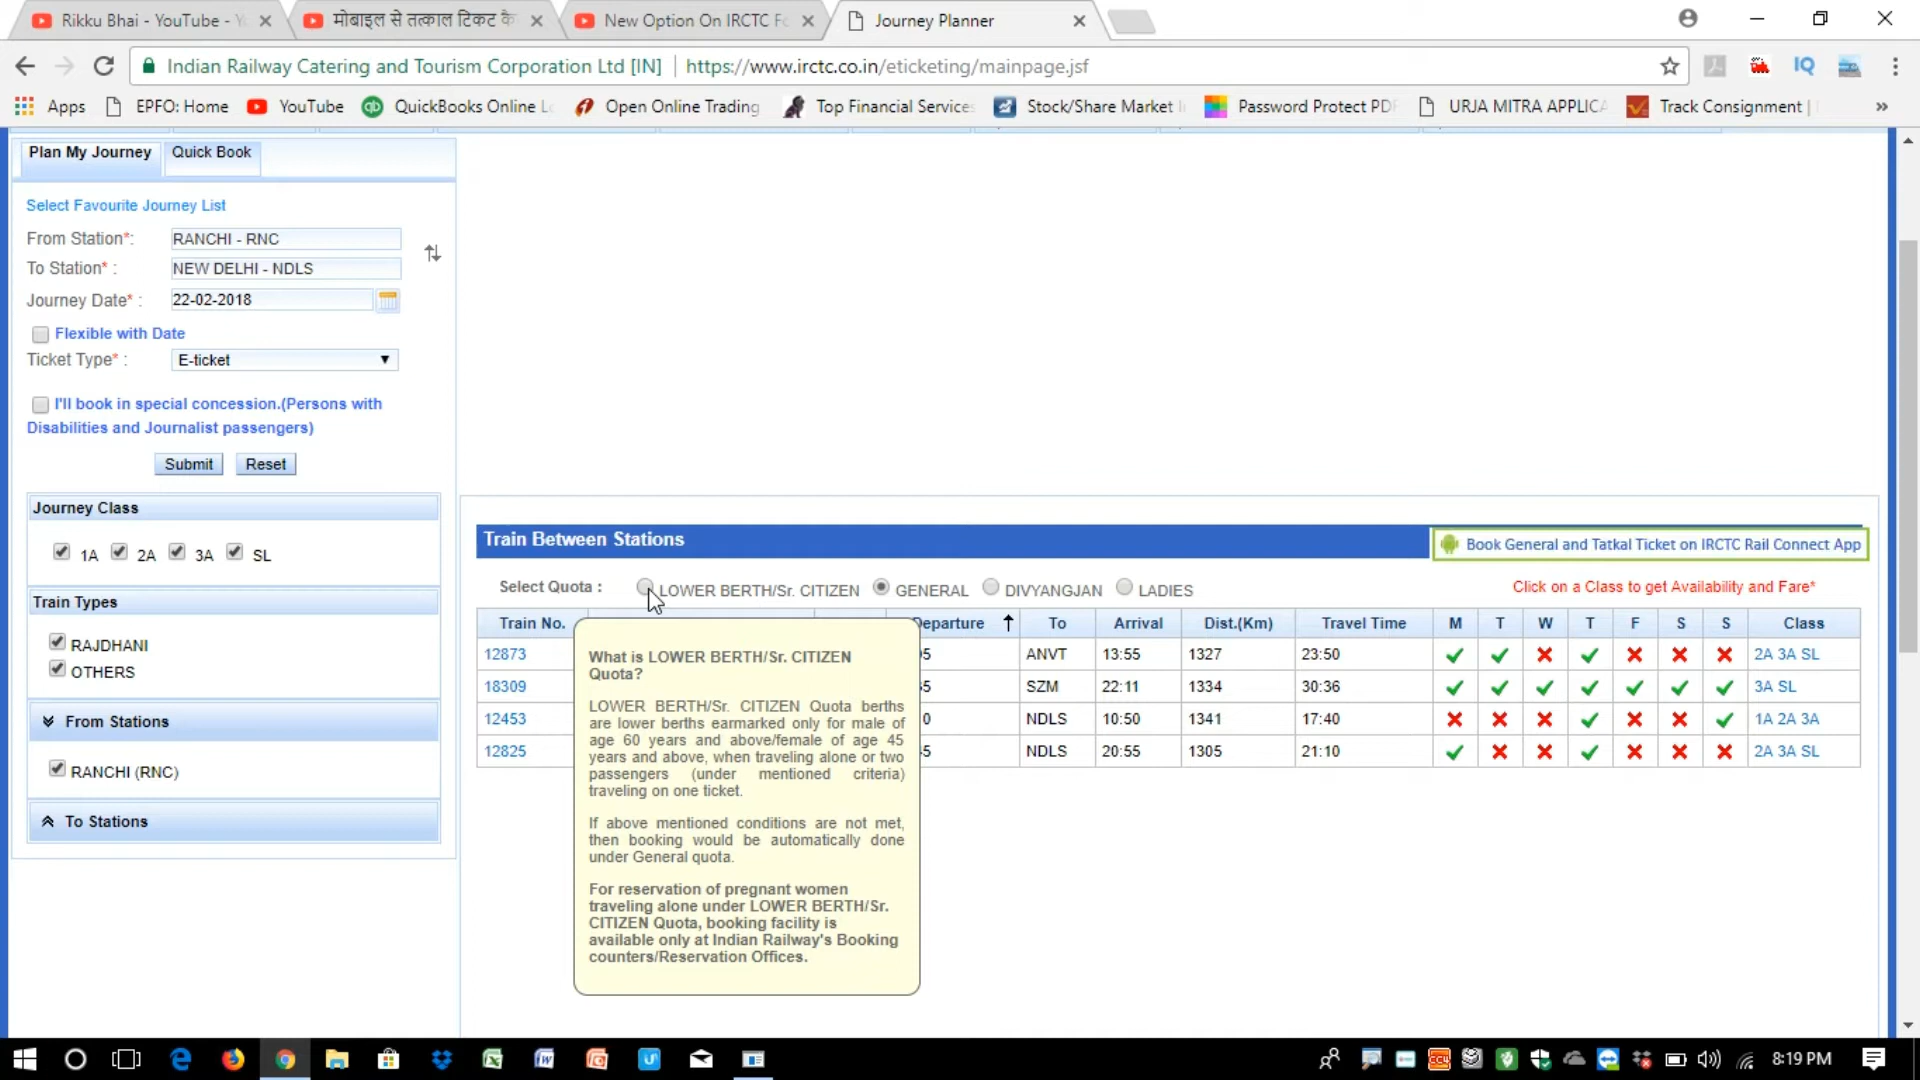 Rikku Bhai - YouTube - Y
मोबाइल से तत्काल टिकट कै
New Option On IRCTC Fo
Journey Planner
Indian Railway Catering and Tourism Corporation Ltd [IN] https://www.irctc.co.in/eticketing/mainpage.jsf
Apps EPFO: Home YouTube QuickBooks Online Lo Open Online Trading Top Financial Services Stock/Share Market I Password Protect PDF URJA MITRA APPLICA Track Consignment |
Plan My Journey Quick Book
Select Favourite Journey List
From Station*: RANCHI - RNC
To Station* : NEW DELHI - NDLS
Journey Date* : 22-02-2018
Flexible with Date
Ticket Type* : E-ticket
I'll book in special concession.(Persons with
Disabilities and Journalist passengers)
Submit Reset
Journey Class
1A 2A 3A SL
Train Types
RAJDHANI
OTHERS
From Stations
RANCHI (RNC)
To Stations
Train Between Stations
Book General and Tatkal Ticket on IRCTC Rail Connect App
Select Quota : LOWER BERTH/Sr. CITIZEN GENERAL DIVYANGJAN LADIES
Click on a Class to get Availability and Fare*
Train No. Departure To Arrival Dist.(Km) Travel Time M T W T F S S Class
12873 5 ANVT 13:55 1327 23:50 2A 3A SL
18309 5 SZM 22:11 1334 30:36 3A SL
12453 0 NDLS 10:50 1341 17:40 1A 2A 3A
12825 5 NDLS 20:55 1305 21:10 2A 3A SL
What is LOWER BERTH/Sr. CITIZEN
Quota?
LOWER BERTH/Sr. CITIZEN Quota berths
are lower berths earmarked only for male of
age 60 years and above/female of age 45
years and above, when traveling alone or two
passengers (under mentioned criteria)
traveling on one ticket.
If above mentioned conditions are not met,
then booking would be automatically done
under General quota.
For reservation of pregnant women
traveling alone under LOWER BERTH/Sr.
CITIZEN Quota, booking facility is
available only at Indian Railway's Booking
counters/Reservation Offices.
8:19 PM